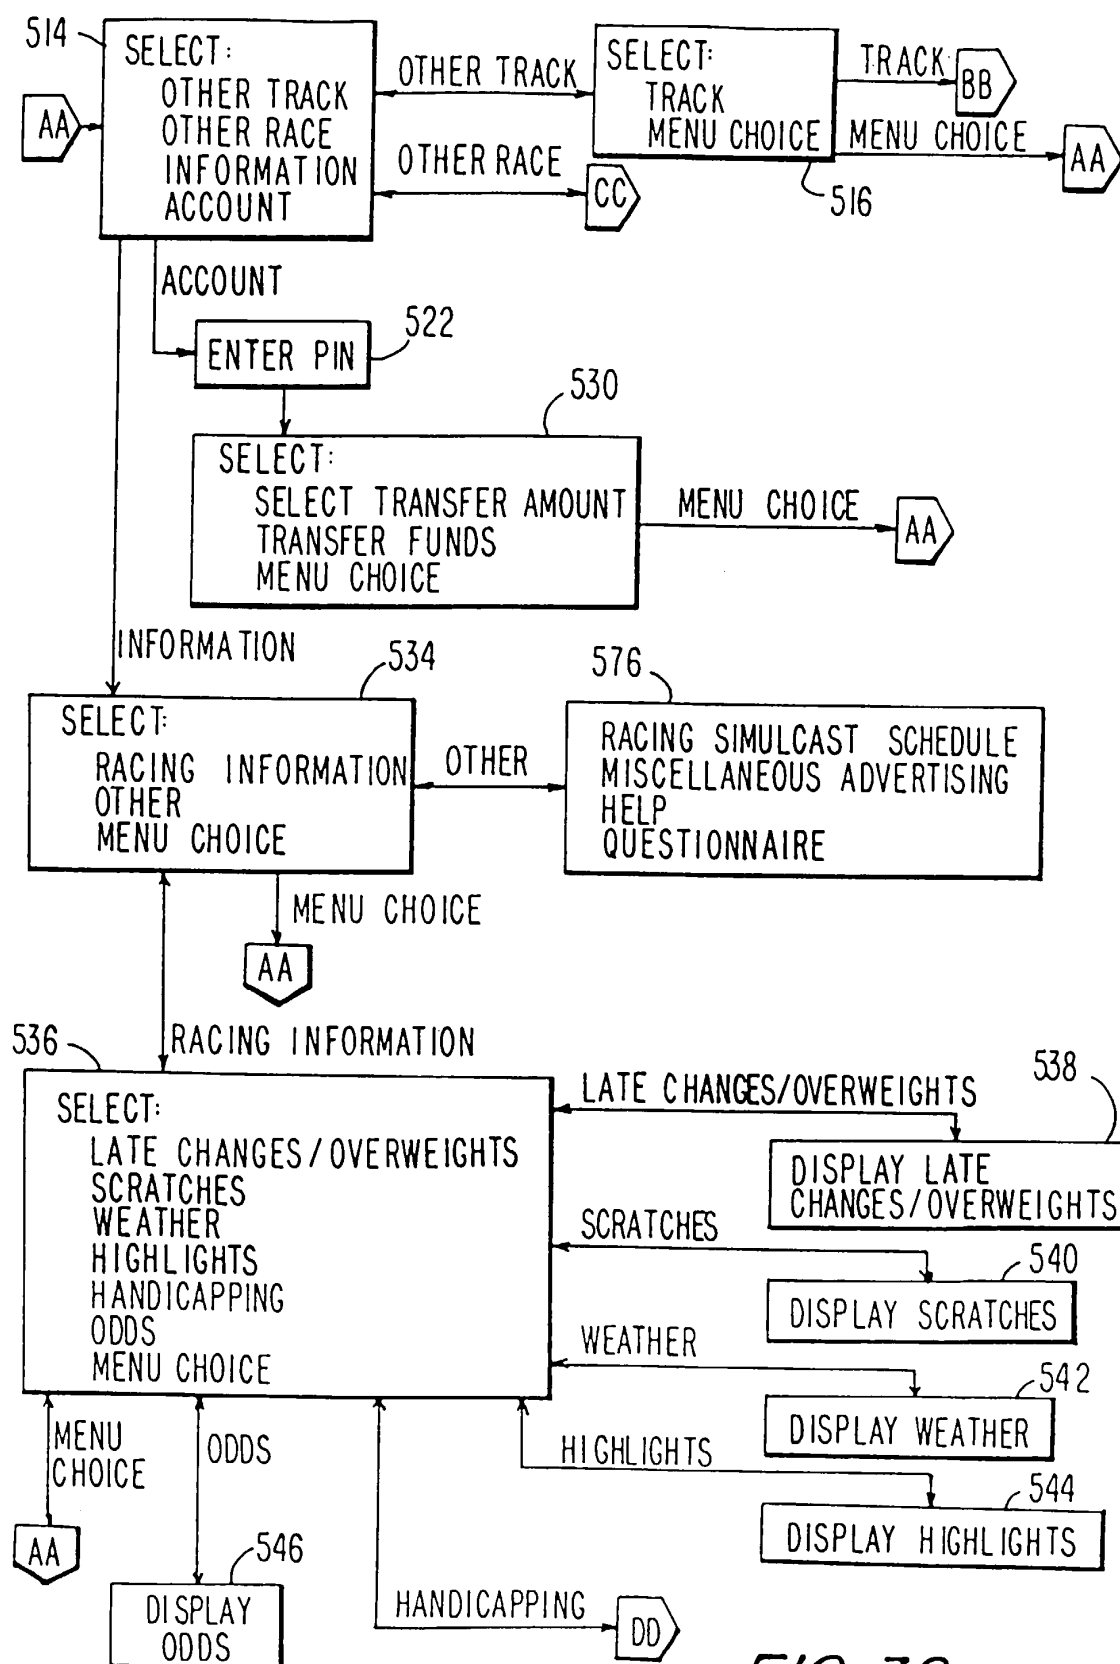 514
SELECT:
OTHER TRACK
OTHER RACE
INFORMATION
ACCOUNT
AA
OTHER TRACK
OTHER RACE
SELECT:
TRACK
MENU CHOICE
516
TRACK
BB
MENU CHOICE
AA
CC
ACCOUNT
ENTER PIN
522
530
SELECT:
SELECT TRANSFER AMOUNT
TRANSFER FUNDS
MENU CHOICE
MENU CHOICE
AA
INFORMATION
534
SELECT:
RACING INFORMATION
OTHER
MENU CHOICE
OTHER
576
RACING SIMULCAST SCHEDULE
MISCELLANEOUS ADVERTISING
HELP
QUESTIONNAIRE
MENU CHOICE
AA
RACING INFORMATION
536
SELECT:
LATE CHANGES/OVERWEIGHTS
SCRATCHES
WEATHER
HIGHLIGHTS
HANDICAPPING
ODDS
MENU CHOICE
LATE CHANGES/OVERWEIGHTS
538
DISPLAY LATE
CHANGES/OVERWEIGHTS
SCRATCHES
540
DISPLAY SCRATCHES
WEATHER
542
DISPLAY WEATHER
HIGHLIGHTS
544
DISPLAY HIGHLIGHTS
MENU
CHOICE
AA
ODDS
546
DISPLAY
ODDS
HANDICAPPING
DD